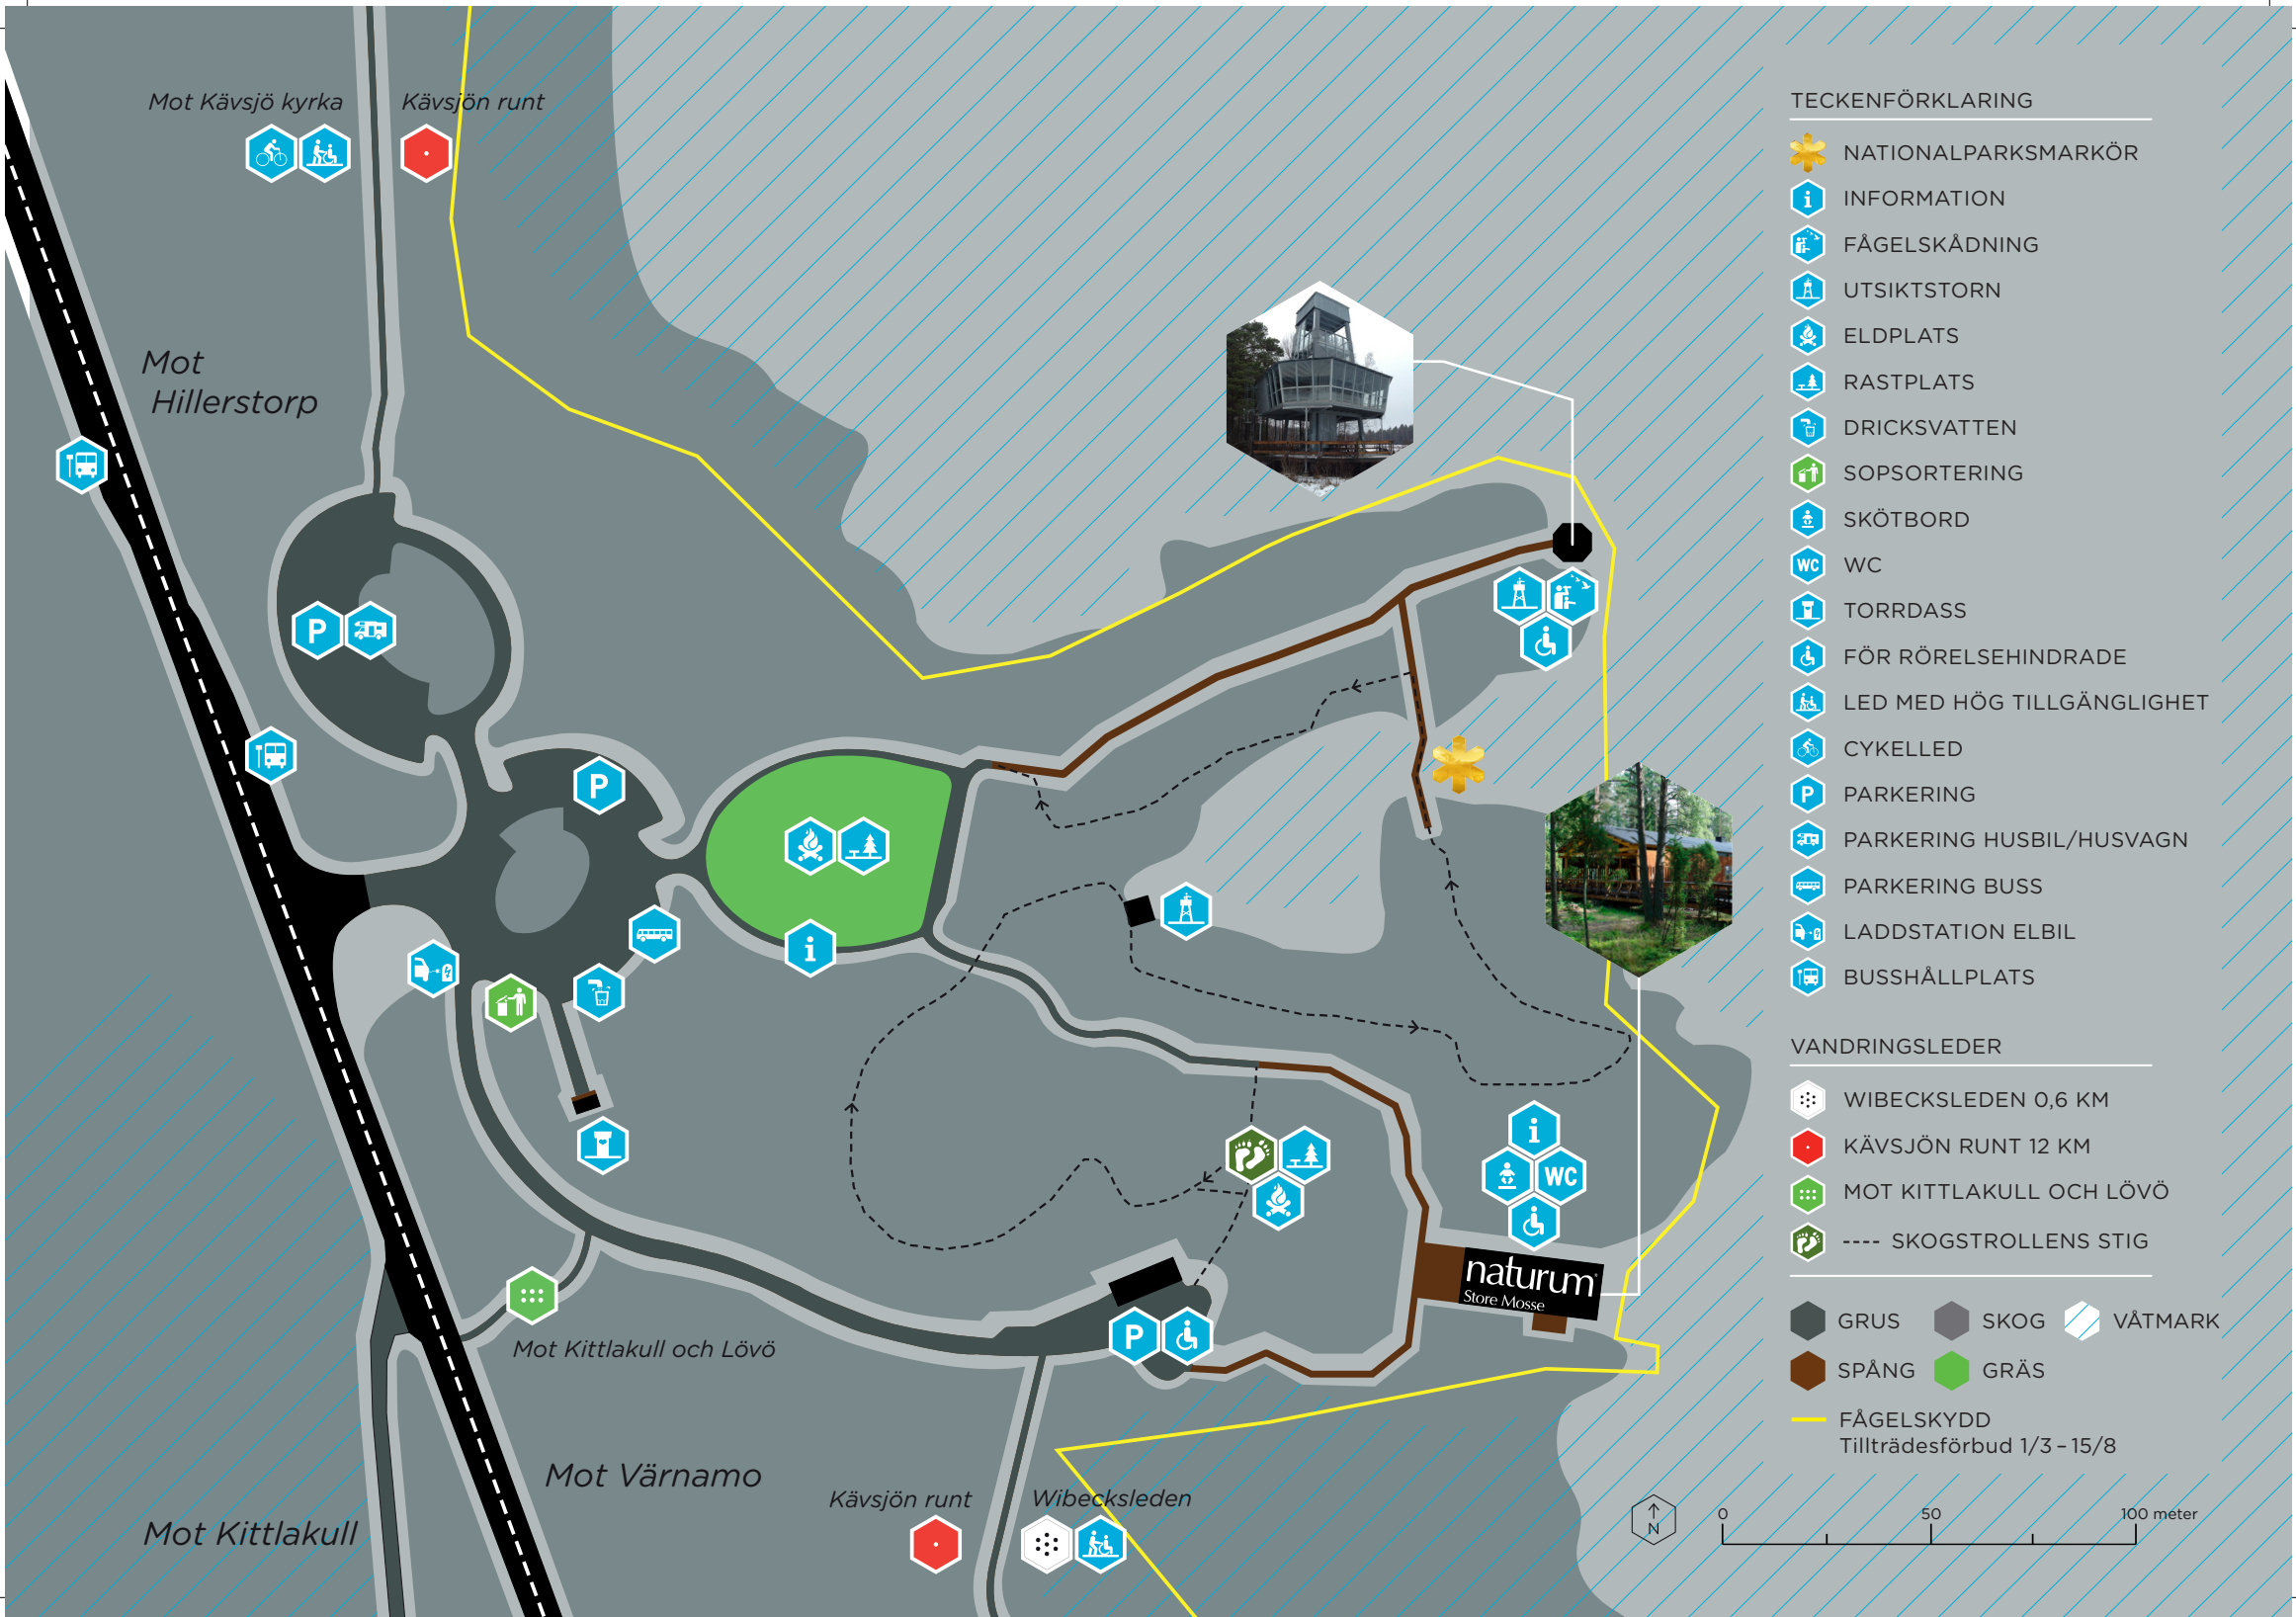 Mot Kävsjö kyrka
Kävsjön runt
Mot
Hillerstorp
P
P
i
WC
i
P
naturum
Store Mosse
Mot Kittlakull och Lövö
Mot Värnamo
Mot Kittlakull
Kävsjön runt
Wibecksleden
TECKENFÖRKLARING
NATIONALPARKSMARKÖR
i INFORMATION
FÅGELSKÅDNING
UTSIKTSTORN
ELDPLATS
RASTPLATS
DRICKSVATTEN
SOPSORTERING
SKÖTBORD
WC WC
TORRDASS
FÖR RÖRELSEHINDRADE
LED MED HÖG TILLGÄNGLIGHET
CYKELLED
P PARKERING
PARKERING HUSBIL/HUSVAGN
PARKERING BUSS
LADDSTATION ELBIL
BUSSHÅLLPLATS
VANDRINGSLEDER
WIBECKSLEDEN 0,6 KM
KÄVSJÖN RUNT 12 KM
MOT KITTLAKULL OCH LÖVÖ
SKOGSTROLLENS STIG
GRUS SKOG VÅTMARK
SPÅNG GRÄS
FÅGELSKYDD
Tillträdesförbud 1/3 – 15/8
N
0 50 100 meter